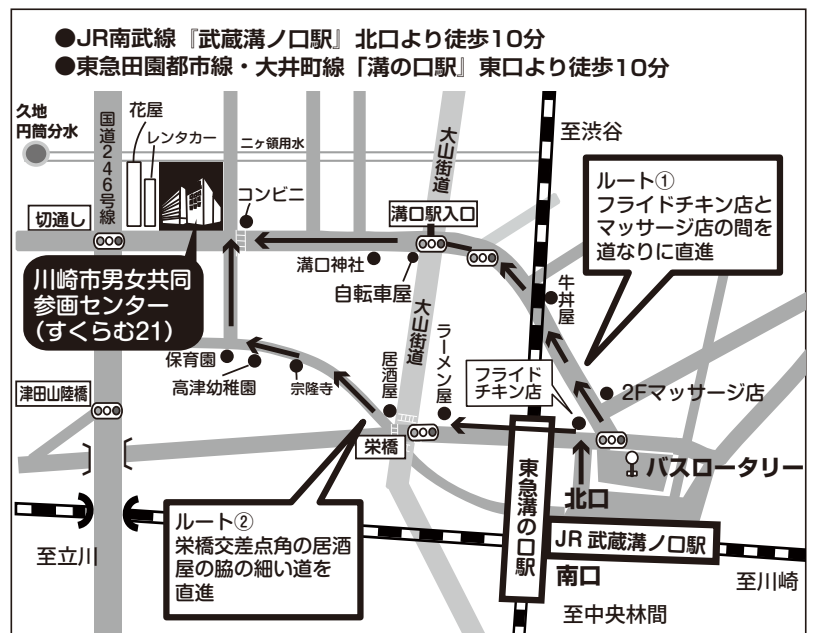 ●JR南武線『武蔵溝ノ口駅』北口より徒歩10分
●東急田園都市線・大井町線「溝の口駅』東口より徒歩10分
久地
円筒分水
国道246号線
花屋
レンタカー
二ヶ領用水
大山街道
至渋谷
ルート①
フライドチキン店と
マッサージ店の間を
道なりに直進
切通し
コンビニ
溝口駅入口
溝口神社
自転車屋
牛丼屋
川崎市男女共同
参画センター
(すくらむ21)
大山街道
ラーメン屋
居酒屋
保育園
高津幼稚園
宗隆寺
フライド
チキン店
2Fマッサージ店
津田山陸橋
栄橋
バスロータリー
北口
東急溝の口駅
JR 武蔵溝ノ口駅
南口
ルート②
栄橋交差点角の居酒
屋の脇の細い道を
直進
至立川
至川崎
至中央林間